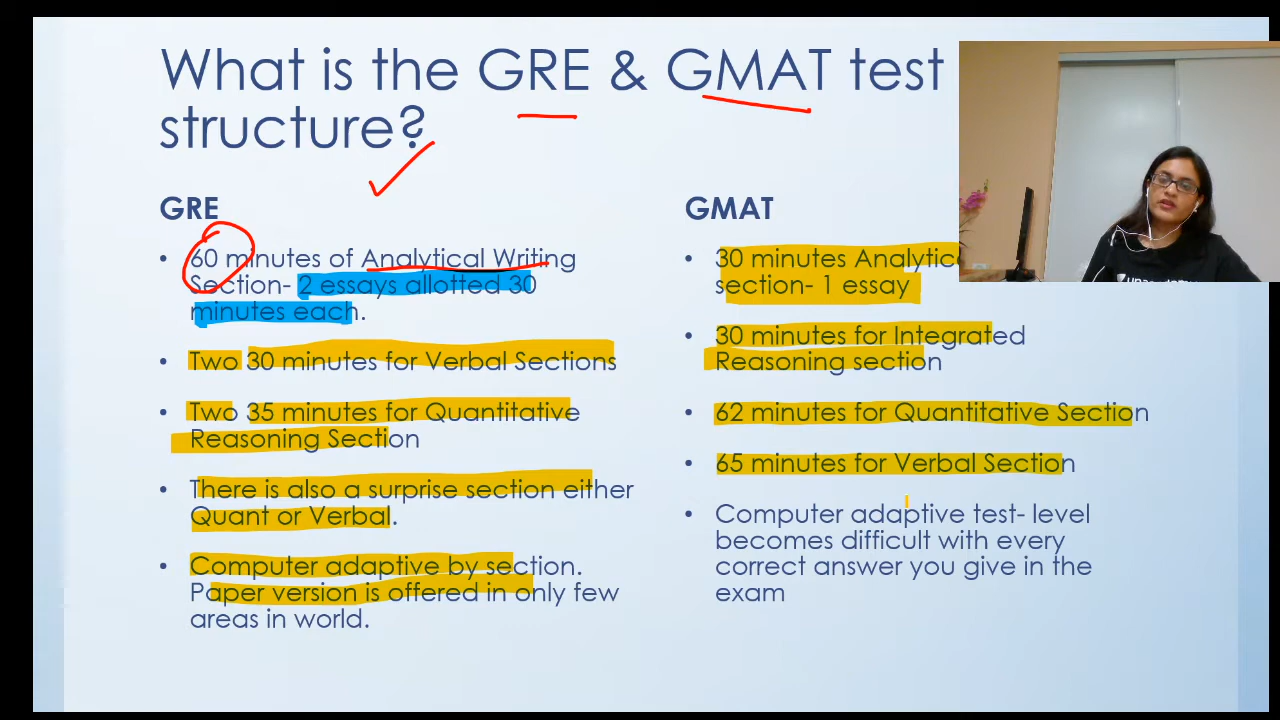 What is the GRE & GMAT test
structure?
GRE
• 60 minutes of Analytical Writing
Section- 2 essays allotted 30
minutes each.
• Two 30 minutes for Verbal Sections
• Two 35 minutes for Quantitative
Reasoning Section
• There is also a surprise section either
Quant or Verbal.
• Computer adaptive by section.
Paper version is offered in only few
areas in world.
GMAT
• 30 minutes
section- 1 essay
• 30 minutes for Integrated
Reasoning section
• 62 minutes for Quantitative Section
• 65 minutes for Verbal Section
• Computer adaptive test- level
becomes difficult with every
correct answer you give in the
exam